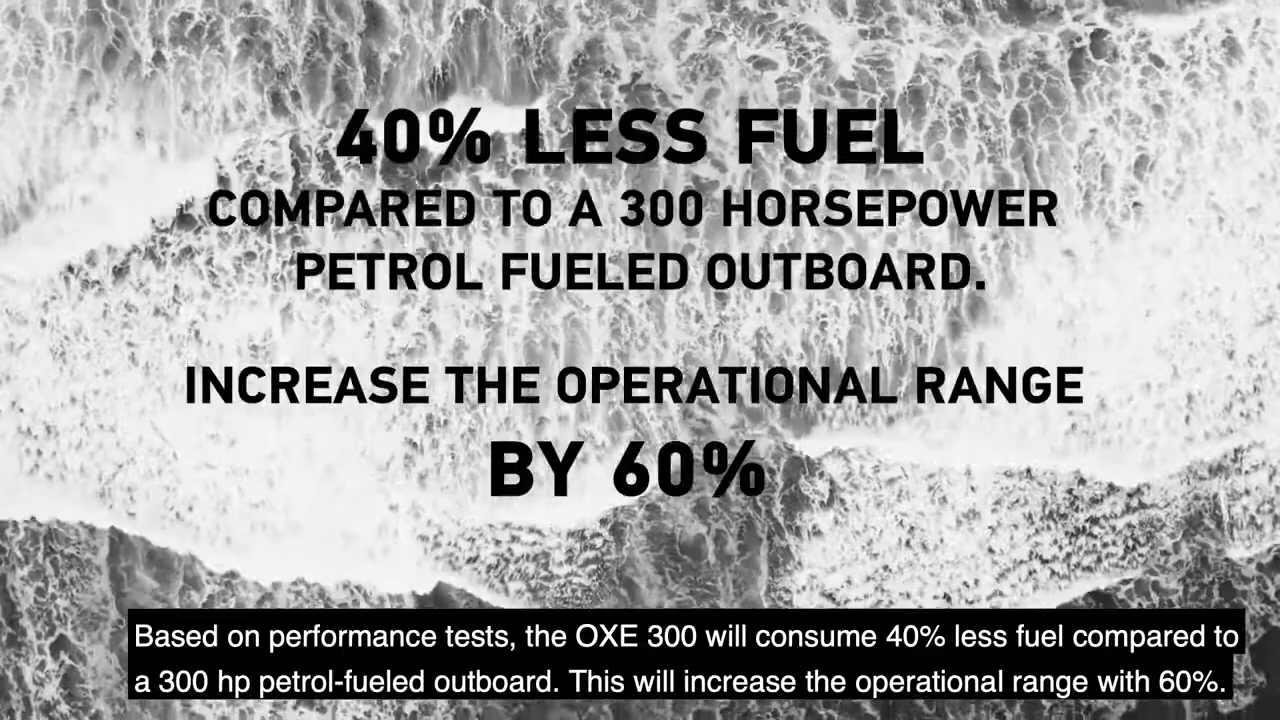 40% LESS FUEL
COMPARED TO A 300 HORSEPOWER
PETROL FUELED OUTBOARD.
INCREASE THE OPERATIONAL RANGE
BY 60%
Based on performance tests, the OXE 300 will consume 40% less fuel compared to
a 300 hp petrol-fueled outboard. This will increase the operational range with 60%.